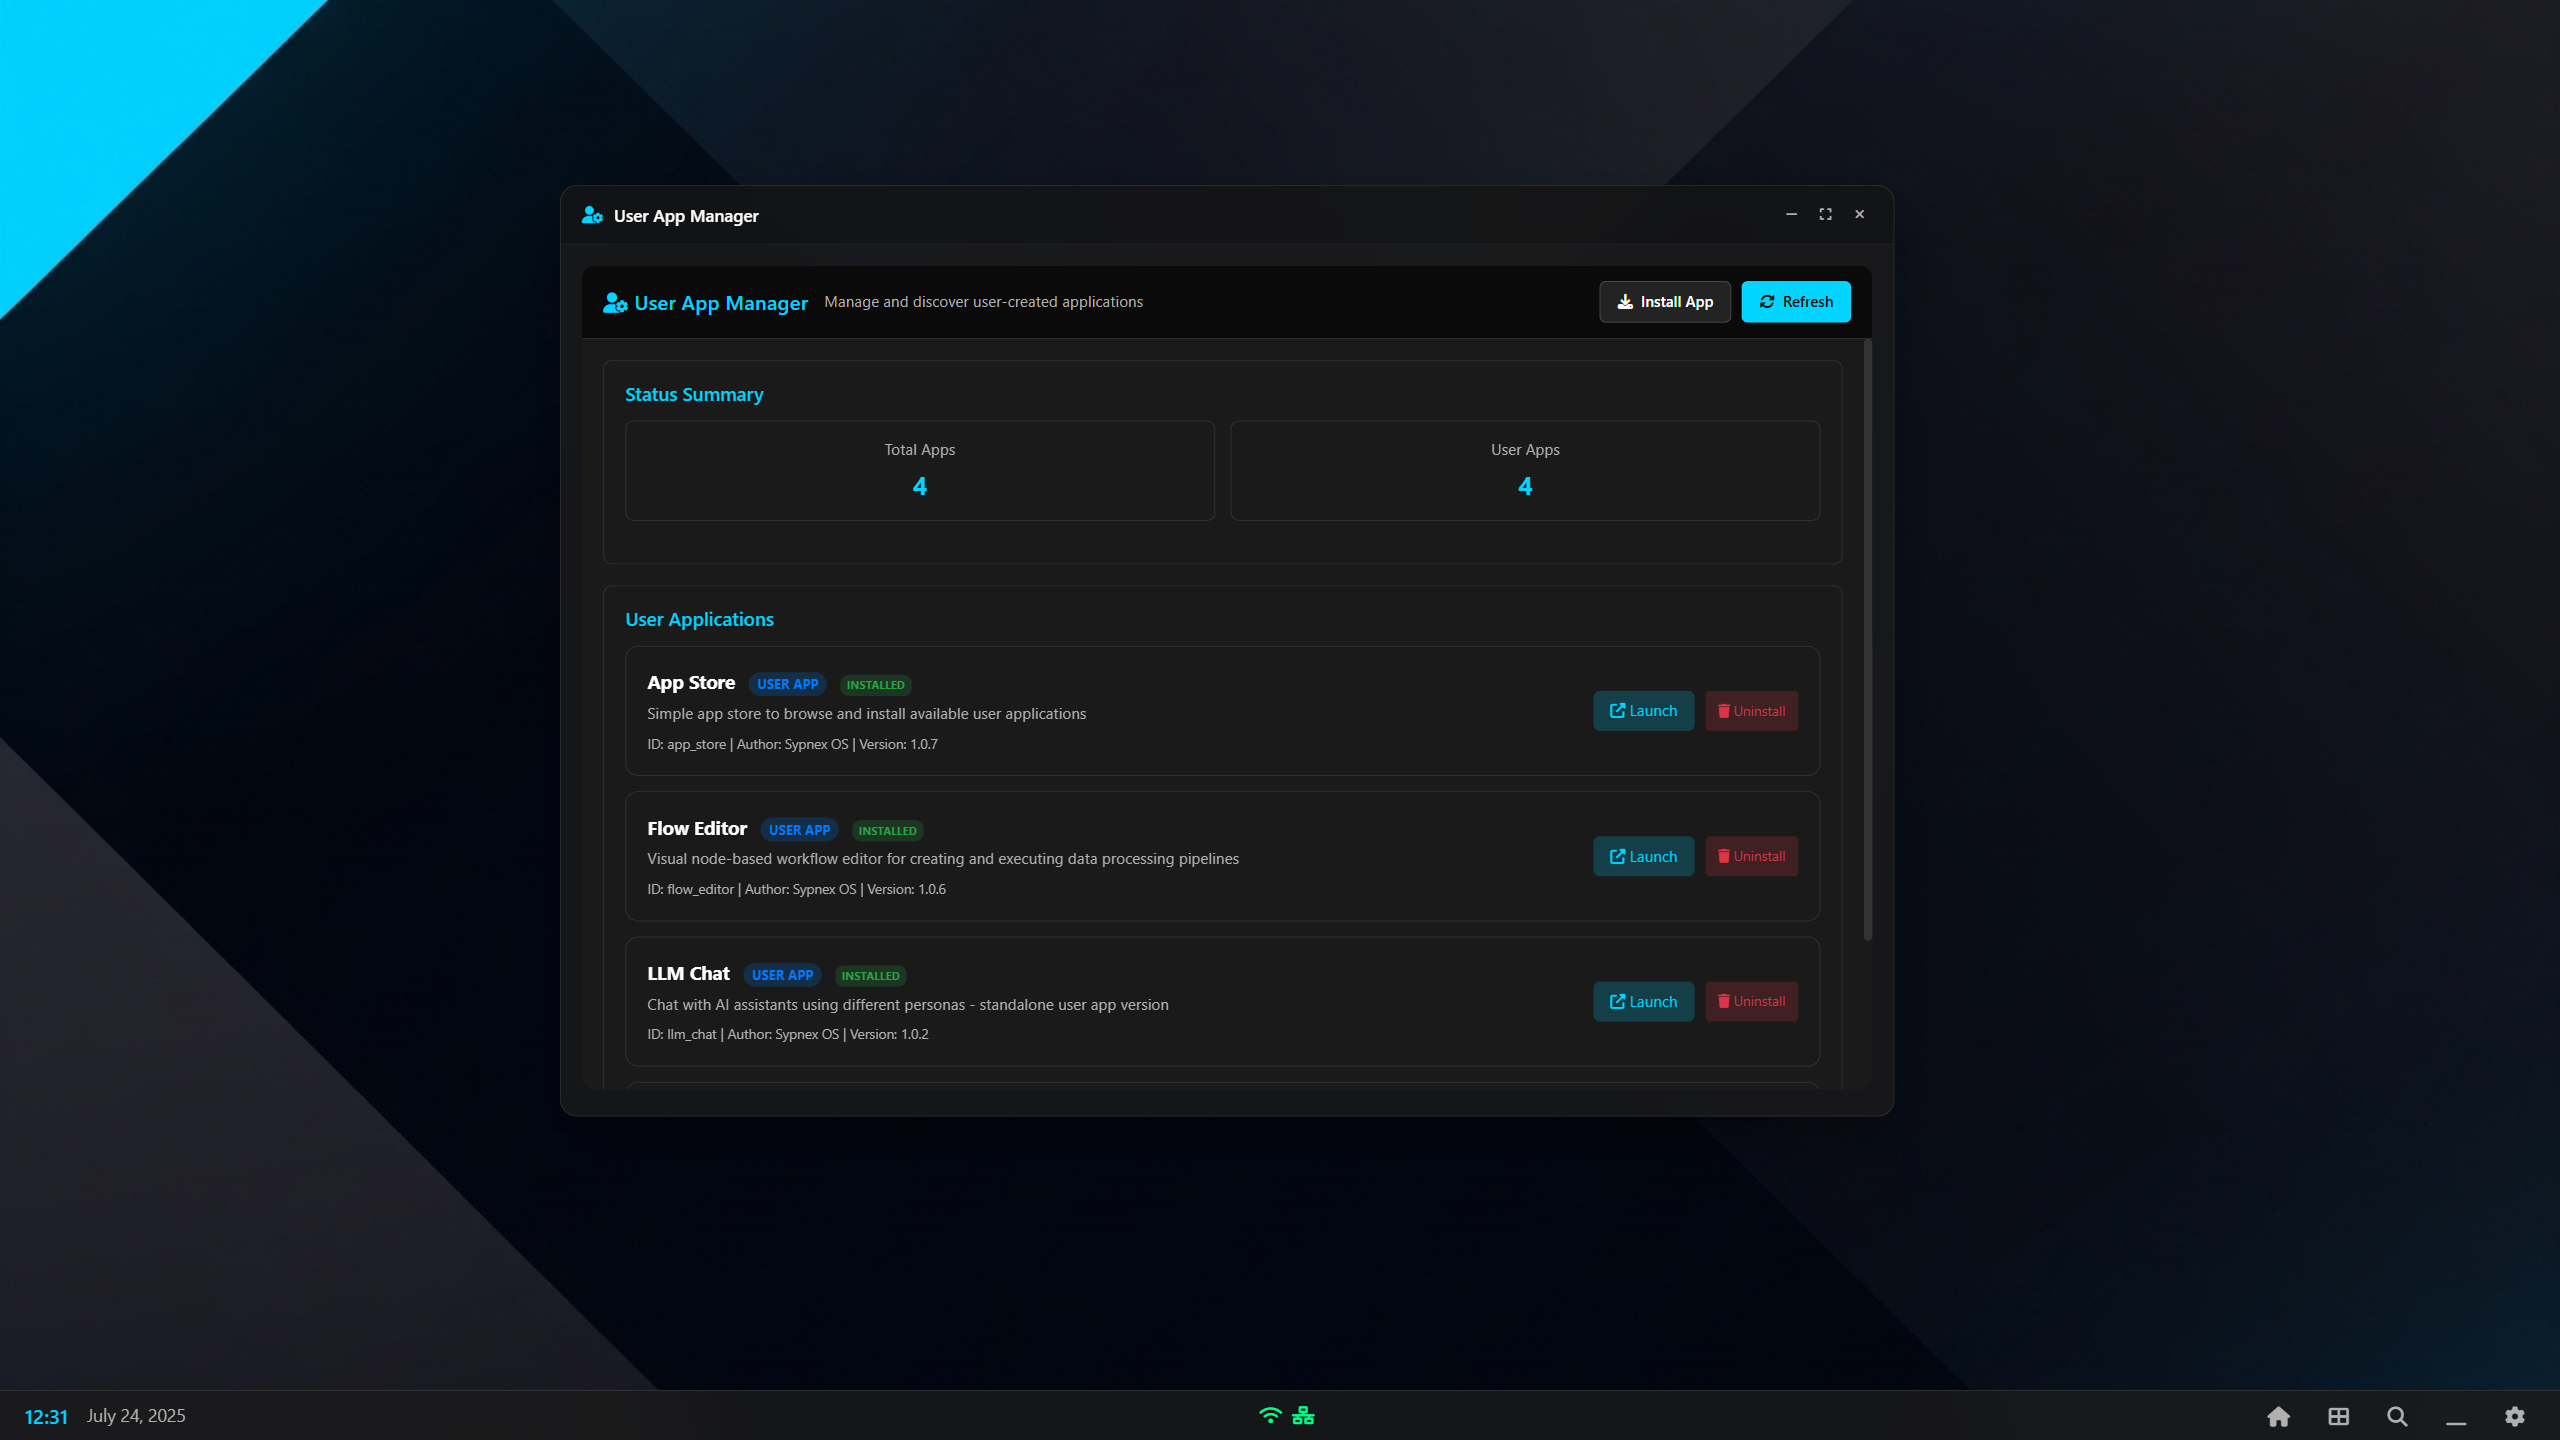 User App Manager
User App Manager Manage and discover user-created applications Install App Refresh
Status Summary
Total Apps User Apps
4 4
User Applications
App Store USER APP INSTALLED
Simple app store to browse and install available user applications
ID: app_store | Author: Sypnex OS | Version: 1.0.7
Launch Uninstall
Flow Editor USER APP INSTALLED
Visual node-based workflow editor for creating and executing data processing pipelines
ID: flow_editor | Author: Sypnex OS | Version: 1.0.6
Launch Uninstall
LLM Chat USER APP INSTALLED
Chat with AI assistants using different personas - standalone user app version
ID: llm_chat | Author: Sypnex OS | Version: 1.0.2
Launch Uninstall
12:31 July 24, 2025